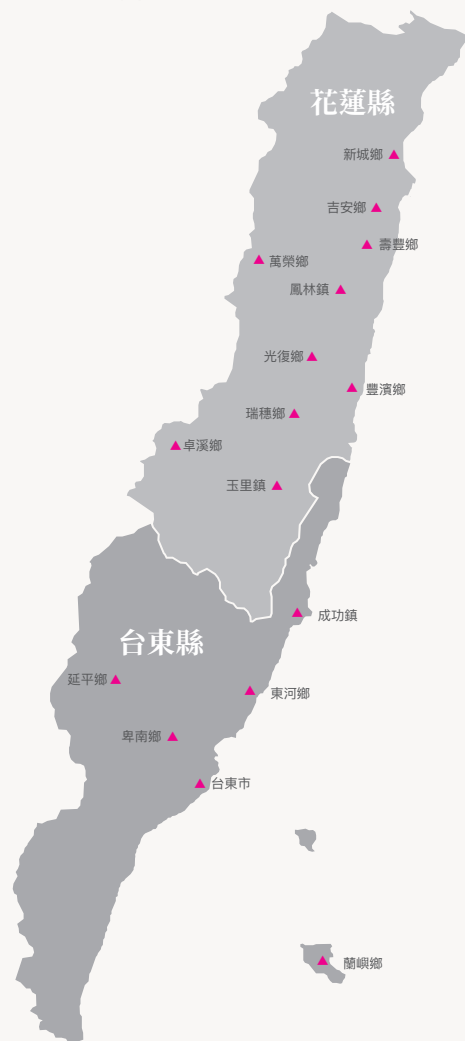 花蓮縣
新城鄉
吉安鄉
壽豐鄉
萬榮鄉
鳳林鎮
光復鄉
豐濱鄉
瑞穗鄉
卓溪鄉
玉里鎮
成功鎮
台東縣
延平鄉
東河鄉
卑南鄉
台東市
蘭嶼鄉